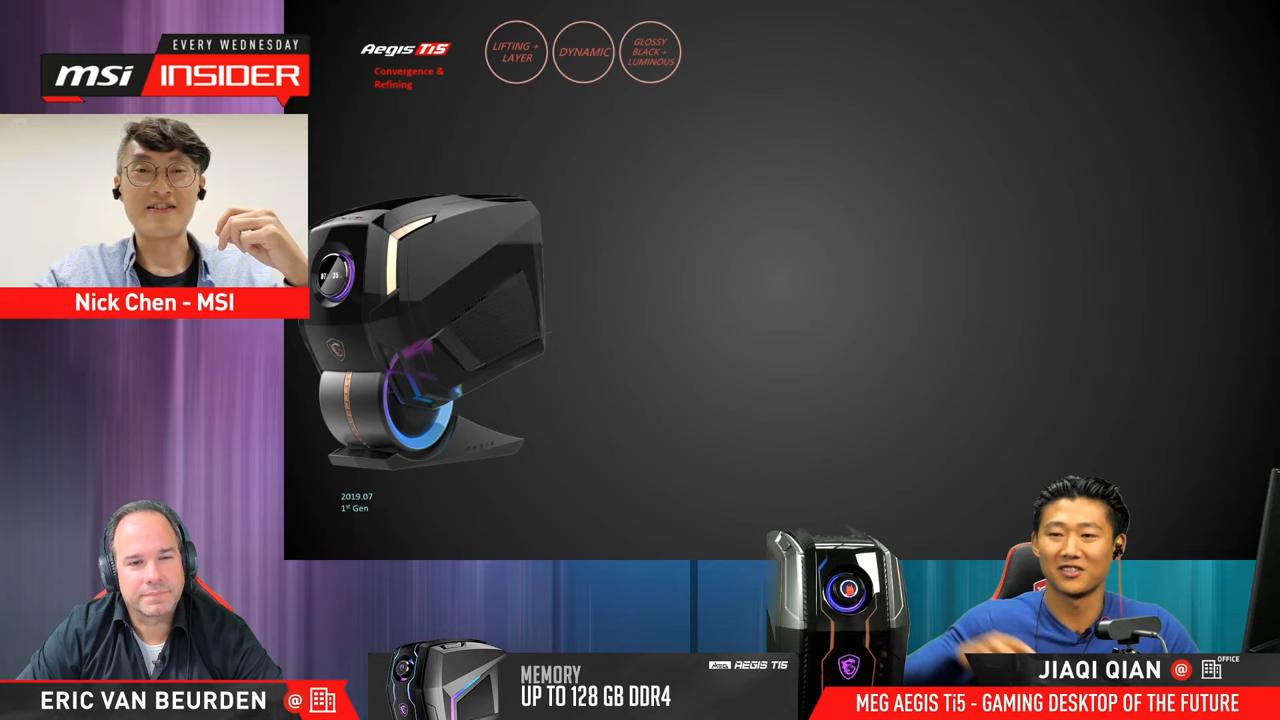 EVERY WEDNESDAY
msi INSIDER
Nick Chen - MSI
Aegis Ti5
Convergence &
Refining
LIFTING +
LAYER
DYNAMIC
GLOSSY
BLACK +
LUMINOUS
2019.07
1st Gen
ERIC VAN BEURDEN @
MEMORY
UP TO 128 GB DDR4
AEGIS Ti5
JIAQI QIAN @ OFFICE
MEG AEGIS Ti5 - GAMING DESKTOP OF THE FUTURE